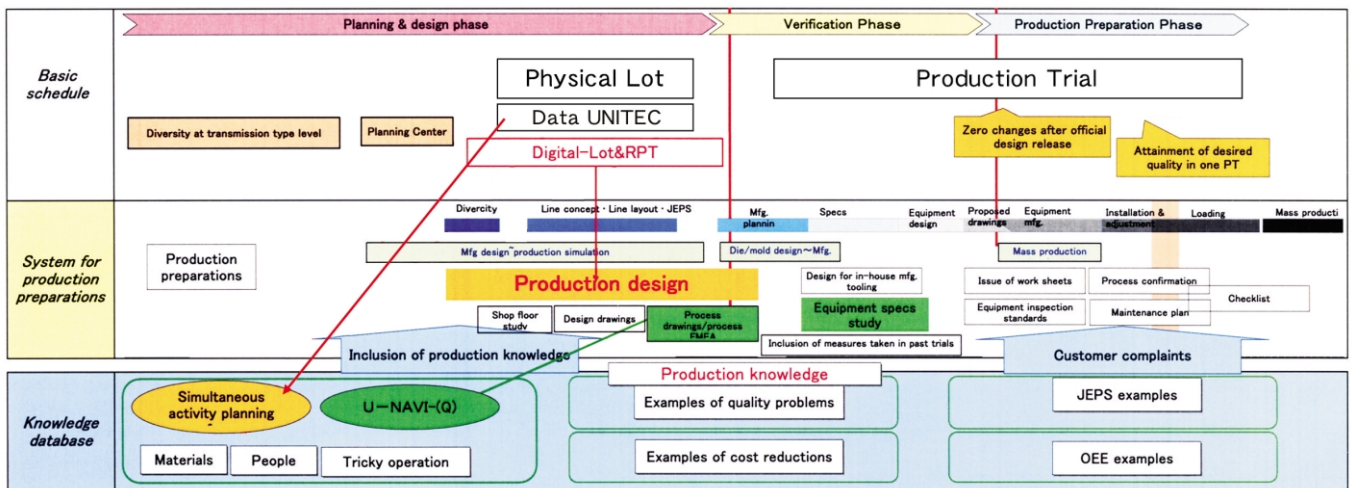 Planning & design phase
Verification Phase
Production Preparation Phase
Basic
schedule
Physical Lot
Production Trial
Data UNITEC
Diversity at transmission type level
Planning Center
Digital-Lot&RPT
Zero changes after official
design release
Attainment of desired
quality in one PT
System for
production
preparations
Divercity
Line concept・Line layout・JEPS
Mfg.
plannin
Specs
Equipment
design
Proposed
drawings
Equipment
mfg.
Installation &
adjustment
Loading
Mass producti
Production
preparations
Mfg design~production simulation
Die/mold design～Mfg.
Mass production
Production design
Design for in-house mfg.
tooling
Issue of work sheets
Process confirmation
Checklist
Shop floor
study
Design drawings
Process
drawings/process
FMEA
Equipment specs
study
Equipment inspection
standards
Maintenance plan
Inclusion of measures taken in past trials
Inclusion of production knowledge
Customer complaints
Knowledge
database
Simultaneous
activity planning
U－NAVI-(Q)
Production knowledge
Examples of quality problems
JEPS examples
Materials
People
Tricky operation
Examples of cost reductions
OEE examples